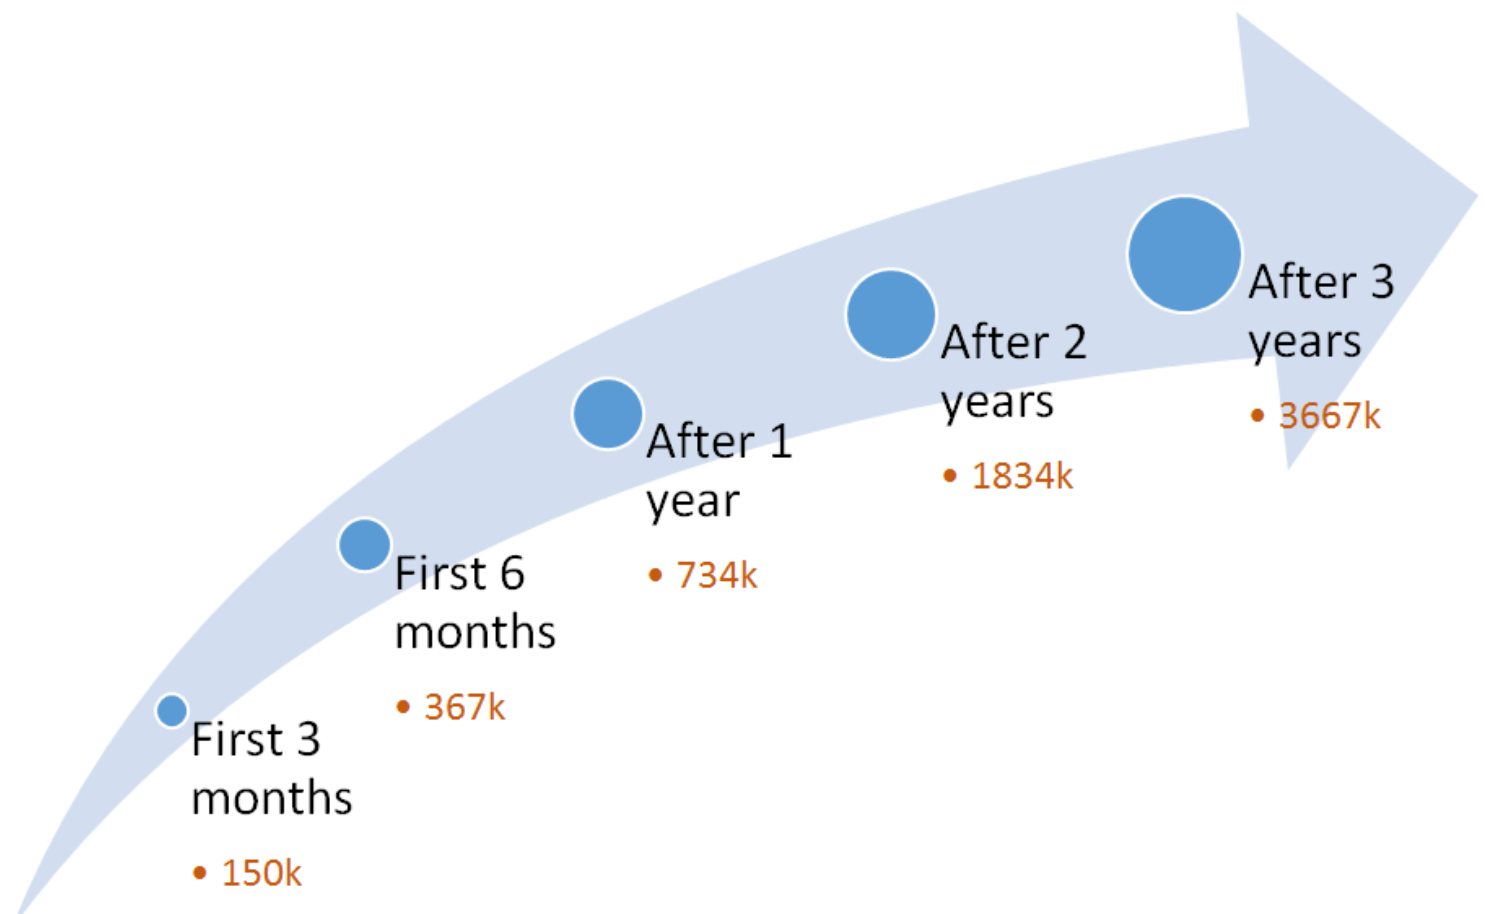 First 3
months
• 150k
First 6
months
• 367k
After 1
year
• 734k
After 2
years
• 1834k
After 3
years
• 3667k